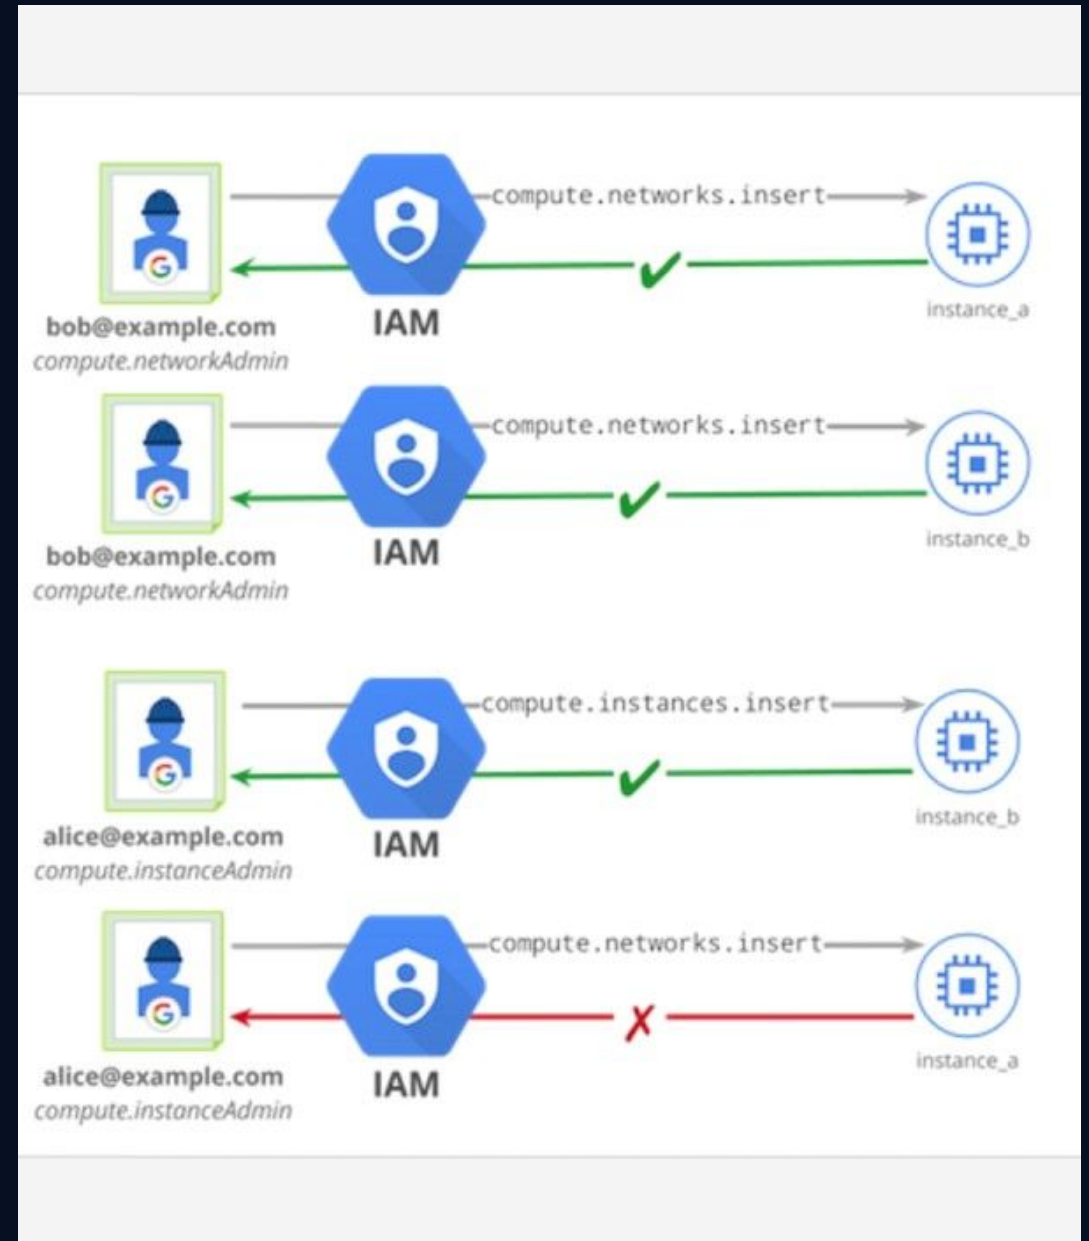 compute.networks.insert
bob@example.com
compute.networkAdmin
IAM
instance_a
compute.networks.insert
bob@example.com
compute.networkAdmin
IAM
instance_b
compute.instances.insert
alice@example.com
compute.instanceAdmin
IAM
instance_b
compute.networks.insert
alice@example.com
compute.instanceAdmin
IAM
instance_a